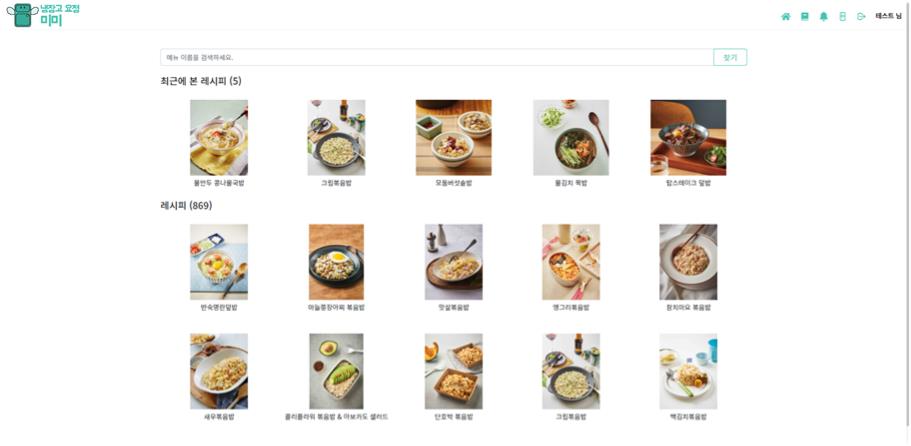 냉장고 요정
미미
테스트 님
메뉴 이름을 검색하세요.
찾기
최근에 본 레시피 (5)
물만두 콩나물국밥
크림볶음밥
모둠버섯솥밥
물김치 묵밥
탑스테이크 덮밥
레시피 (869)
반숙명란덮밥
마늘쫑장아찌 볶음밥
맛살볶음밥
앵그리볶음밥
참치마요 볶음밥
새우볶음밥
콜리플라워 볶음밥 & 아보카도 샐러드
단호박 볶음밥
크림볶음밥
백김치볶음밥